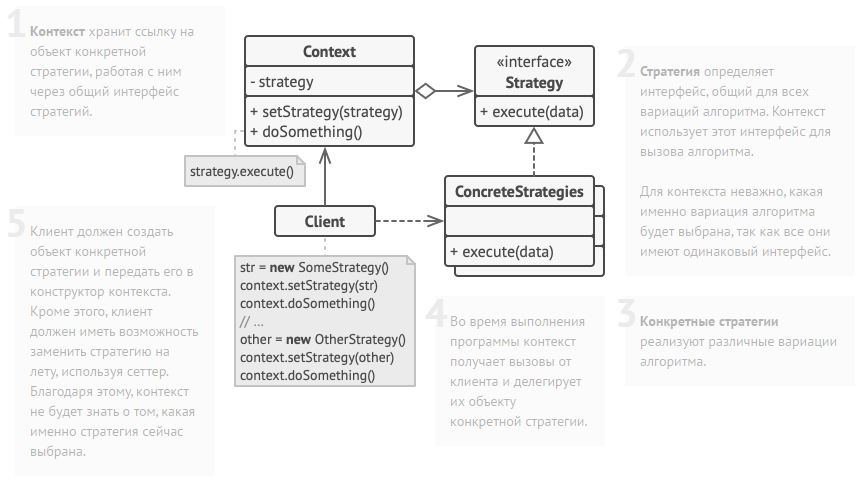 1
Контекст хранит ссылку на
объект конкретной
стратегии, работая с ним
через общий интерфейс
стратегий.
Context
- strategy
+ setStrategy(strategy)
+ doSomething()
strategy.execute()
«interface»
Strategy
+ execute(data)
2
Стратегия определяет
интерфейс, общий для всех
вариаций алгоритма. Контекст
использует этот интерфейс для
вызова алгоритма.
Для контекста неважно, какая
именно вариация алгоритма
будет выбрана, так как все они
имеют одинаковый интерфейс.
Client
ConcreteStrategies
+ execute(data)
str = new SomeStrategy()
context.setStrategy(str)
context.doSomething()
// ...
other = new OtherStrategy()
context.setStrategy(other)
context.doSomething()
5
Клиент должен создать
объект конкретной
стратегии и передать его в
конструктор контекста.
Кроме этого, клиент
должен иметь возможность
заменить стратегию на
лету, используя сеттер.
Благодаря этому, контекст
не будет знать о том, какая
именно стратегия сейчас
выбрана.
4
Во время выполнения
программы контекст
получает вызовы от
клиента и делегирует
их объекту
конкретной стратегии.
3
Конкретные стратегии
реализуют различные вариации
алгоритма.